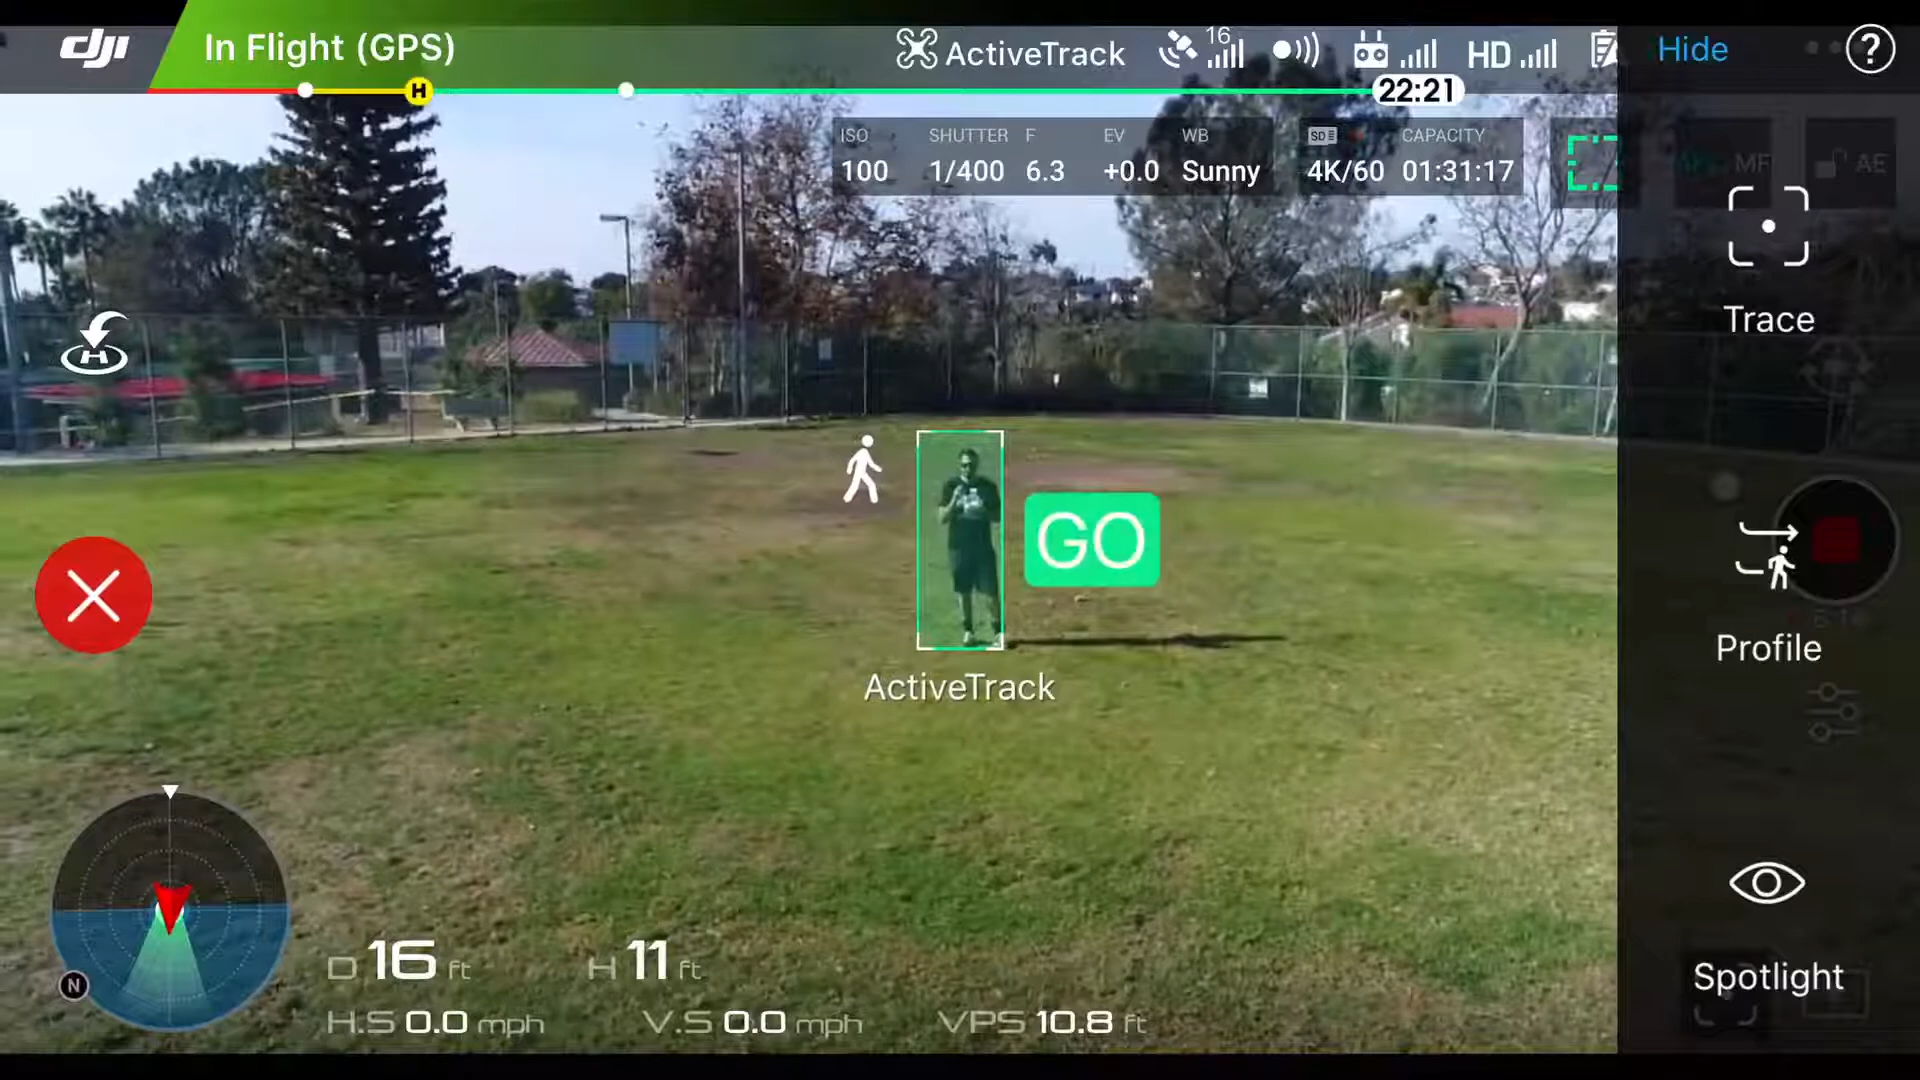 dji
In Flight (GPS)
ActiveTrack
16
HD
Hide
?
H
22:21
ISO SHUTTER F EV WB CAPACITY
100 1/400 6.3 +0.0 Sunny 4K/60 01:31:17
SD
MF
AE
Trace
H
GO
Profile
ActiveTrack
Spotlight
N
D 16 ft H 11 ft
H.S 0.0 mph V.S 0.0 mph VPS 10.8 ft